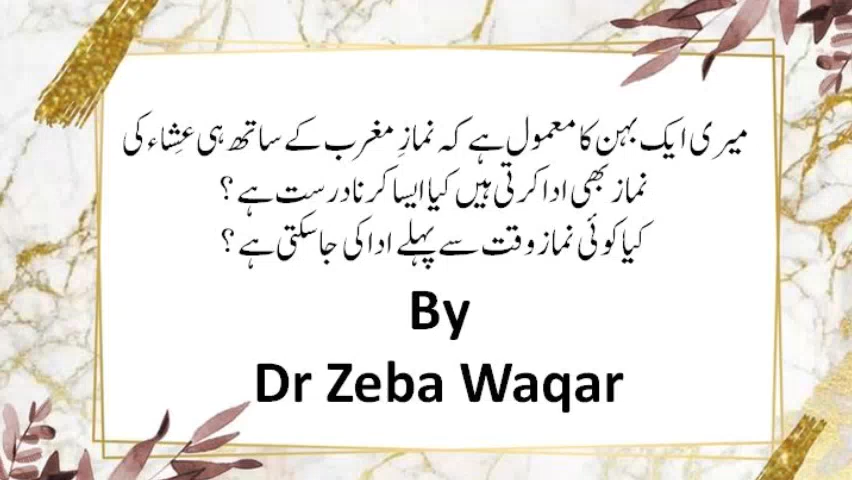 میری ایک بہن کا معمول ہے کہ نمازِ مغرب کے ساتھ ہی عِشاء کی
نماز بھی ادا کرتی ہیں کیا ایسا کرنا درست ہے ؟
کیا کوئی نماز وقت سے پہلے ادا کی جا سکتی ہے ؟
By
Dr Zeba Waqar